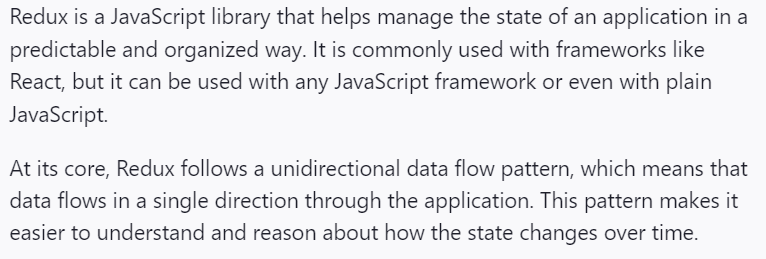 Redux is a JavaScript library that helps manage the state of an application in a
predictable and organized way. It is commonly used with frameworks like
React, but it can be used with any JavaScript framework or even with plain
JavaScript.
At its core, Redux follows a unidirectional data flow pattern, which means that
data flows in a single direction through the application. This pattern makes it
easier to understand and reason about how the state changes over time.